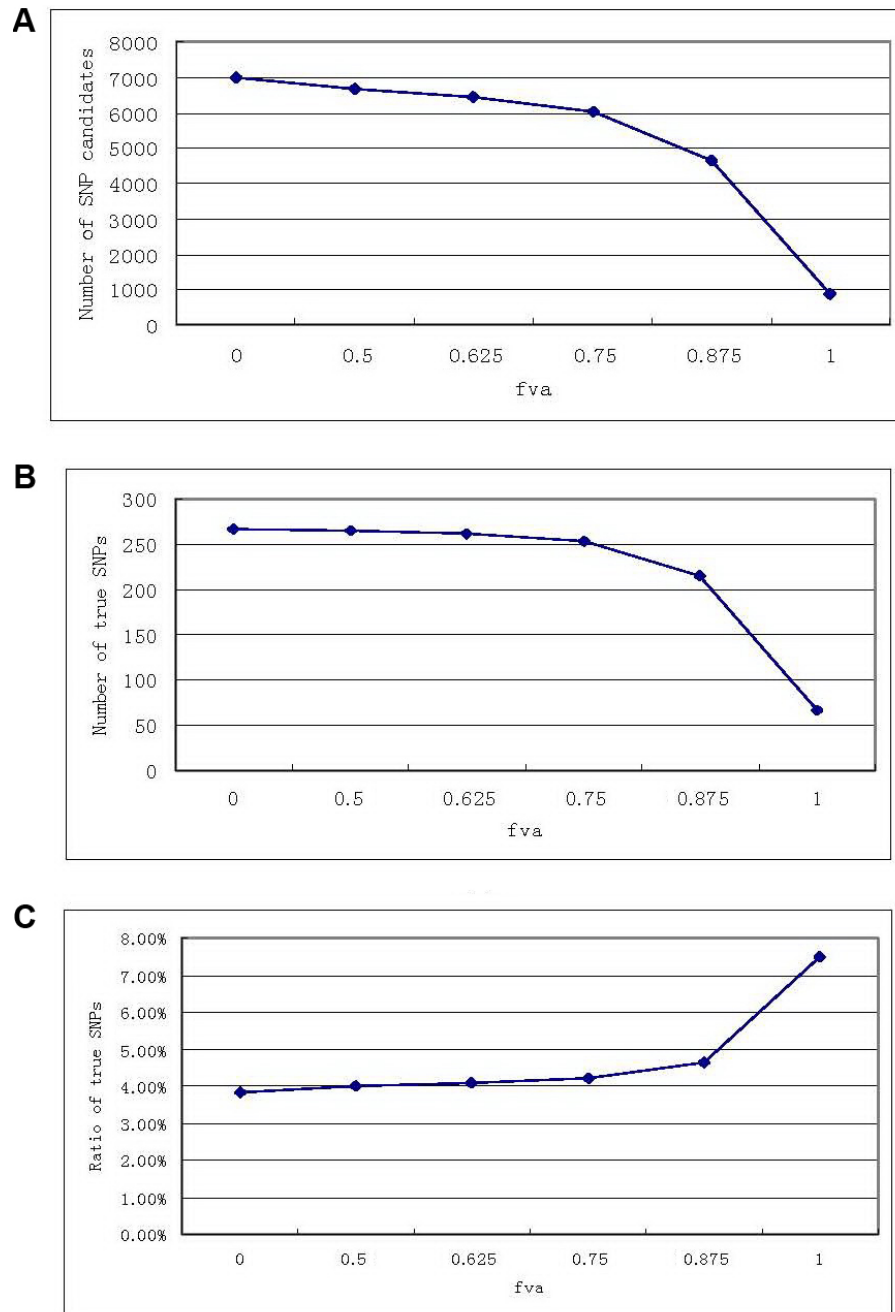 A
Number of SNP candidates
8000
7000
6000
5000
4000
3000
2000
1000
0
0 0.5 0.625 0.75 0.875 1
fva
B
Number of true SNPs
300
250
200
150
100
50
0
0 0.5 0.625 0.75 0.875 1
fva
C
Ratio of true SNPs
8.00%
7.00%
6.00%
5.00%
4.00%
3.00%
2.00%
1.00%
0.00%
0 0.5 0.625 0.75 0.875 1
fva